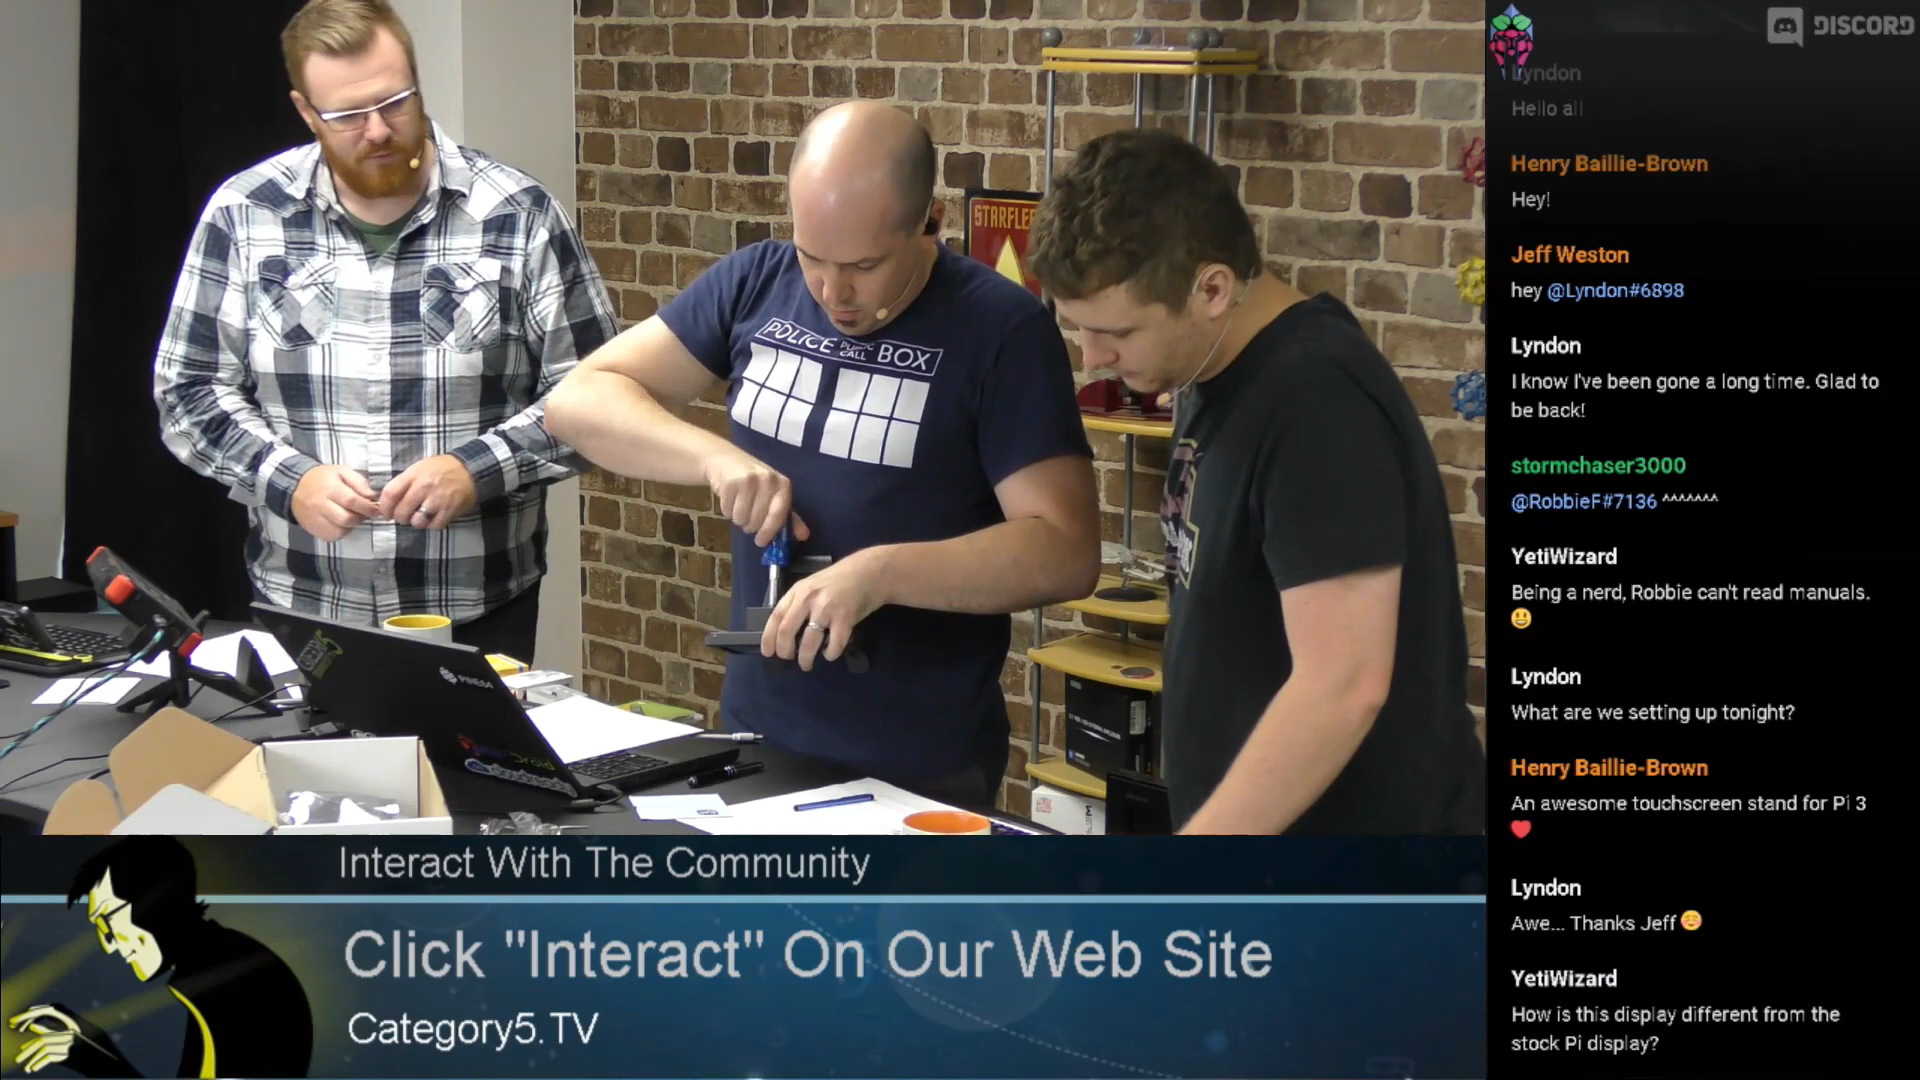 STARFLEE
POLICE PUBLIC CALL BOX
PINE64
Interact With The Community
Click "Interact" On Our Web Site
Category5.TV
DISCORD
Lyndon
Hello all
Henry Baillie-Brown
Hey!
Jeff Weston
hey @Lyndon#6898
Lyndon
I know I've been gone a long time. Glad to
be back!
stormchaser3000
@RobbieF#7136 ^^^^^^^
YetiWizard
Being a nerd, Robbie can't read manuals.
😃
Lyndon
What are we setting up tonight?
Henry Baillie-Brown
An awesome touchscreen stand for Pi 3
❤️
Lyndon
Awe... Thanks Jeff 😊
YetiWizard
How is this display different from the
stock Pi display?